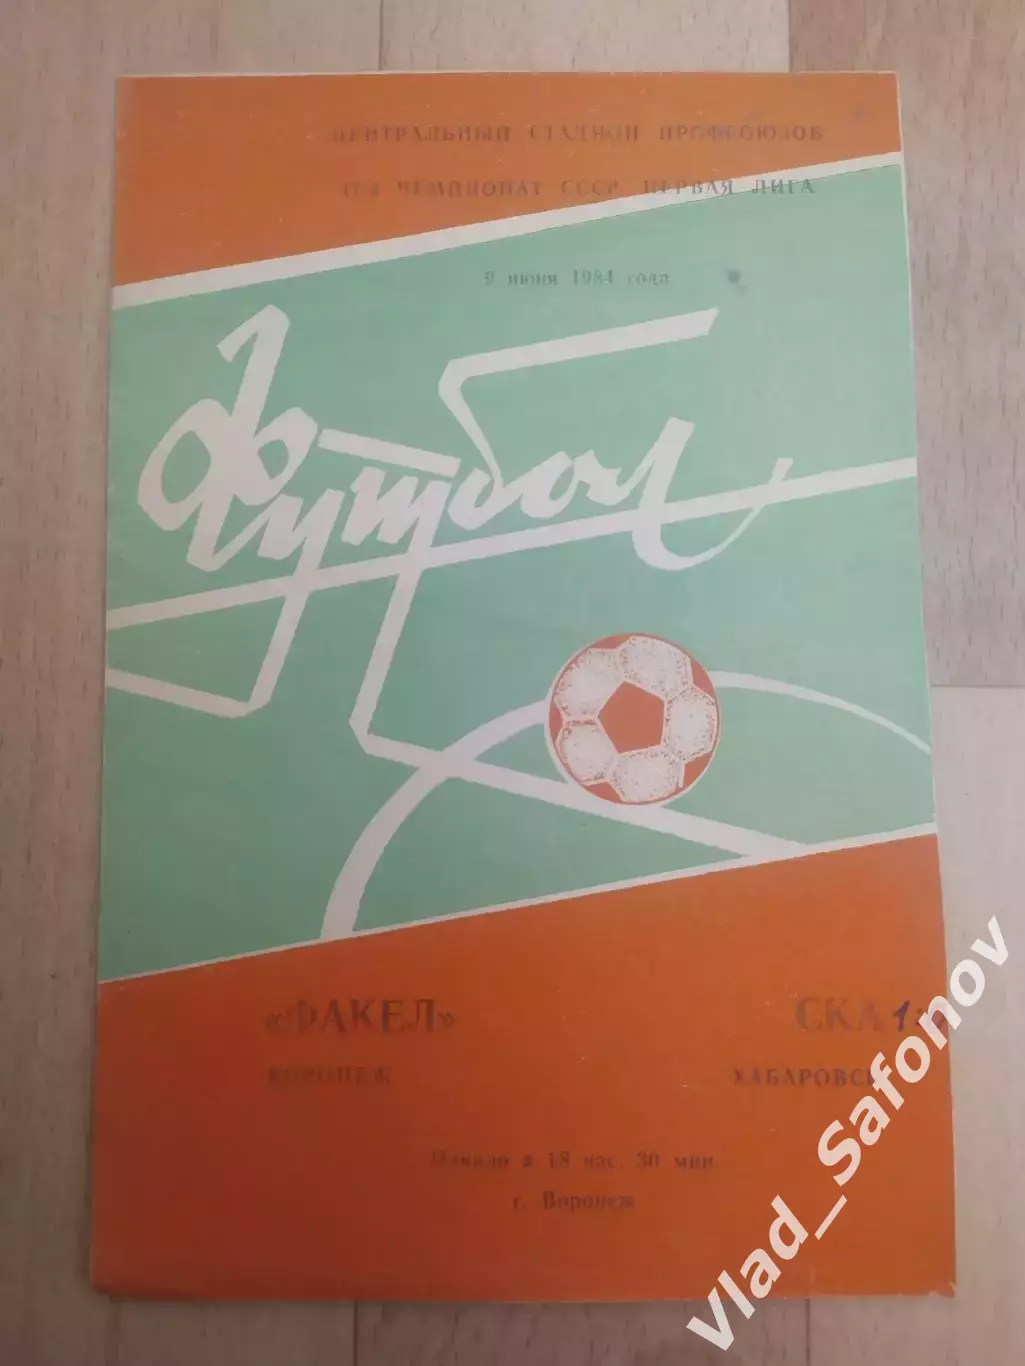 ЦЕНТРАЛЬНЫЙ СТАДИОН ПРОФСОЮЗОВ
ЧЕМПИОНАТ СССР. ПЕРВАЯ ЛИГА
9 июня 1984 года
Футбол
«ФАКЕЛ» СКА
ВОРОНЕЖ ХАБАРОВСК
Начало в 18 час. 30 мин.
г. Воронеж
Vlad_Safonov